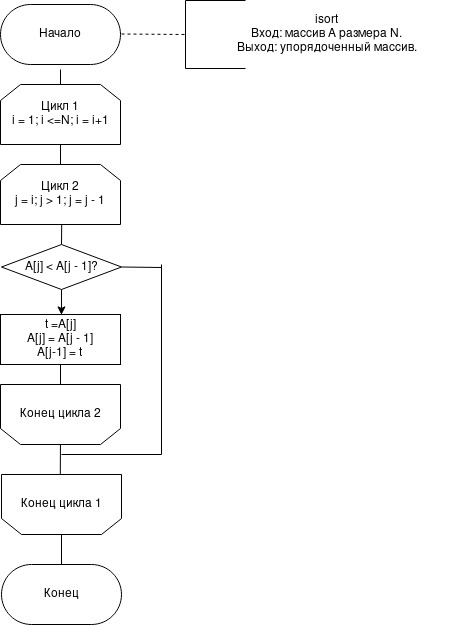 Начало
isort
Вход: массив А размера N.
Выход: упорядоченный массив.
Цикл 1
i = 1; i <=N; i = i+1
Цикл 2
j = i; j > 1; j = j - 1
A[j] < A[j - 1]?
t =A[j]
A[j] = A[j - 1]
A[j-1] = t
Конец цикла 2
Конец цикла 1
Конец